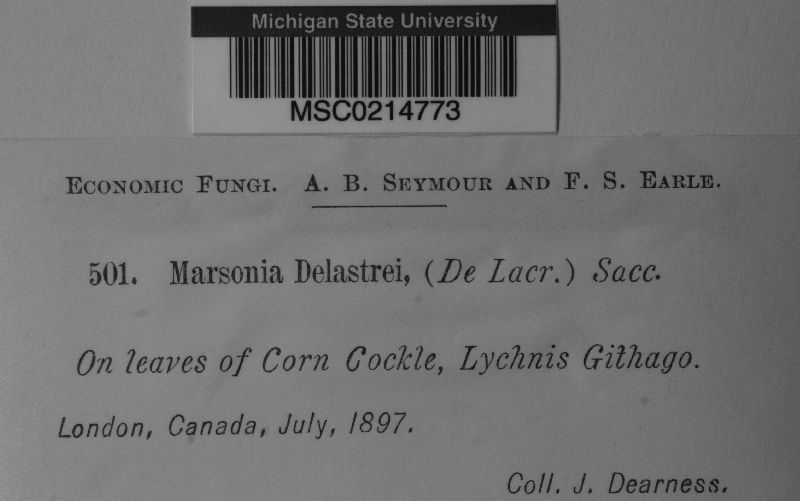 Michigan State University
MSC0214773
Economic Fungi. A. B. Seymour and F. S. Earle.
501. Marsonia Delastrei, (De Lacr.) Sacc.
On leaves of Corn Cockle, Lychnis Githago.
London, Canada, July, 1897.
Coll. J. Dearness.